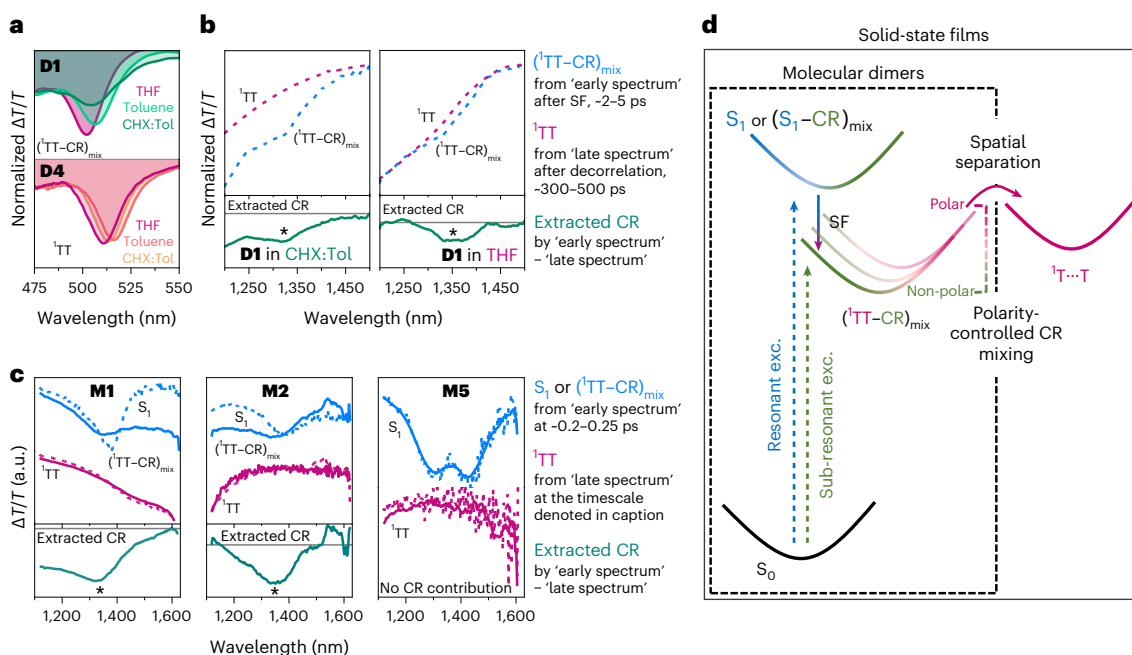 a
D1
THF
Toluene
CHX:Tol
(¹TT–CR)mix
D4
THF
Toluene
CHX:Tol
¹TT
Normalized ΔT/T
475 500 525 550
Wavelength (nm)
b
Normalized ΔT/T
¹TT
(¹TT–CR)mix
Extracted CR
*
D1 in CHX:Tol
1,250 1,350 1,450
¹TT
(¹TT–CR)mix
Extracted CR
*
D1 in THF
1,250 1,350 1,450
Wavelength (nm)
(¹TT–CR)mix
from ‘early spectrum’
after SF, ~2–5 ps
¹TT
from ‘late spectrum’
after decorrelation,
~300–500 ps
Extracted CR
by ‘early spectrum’
– ‘late spectrum’
c
ΔT/T (a.u.)
M1
S₁
(¹TT–CR)mix
¹TT
Extracted CR
*
1,200 1,400 1,600
M2
S₁
(¹TT–CR)mix
¹TT
Extracted CR
*
1,200 1,400 1,600
M5
S₁
¹TT
No CR contribution
1,200 1,400 1,600
Wavelength (nm)
S₁ or (¹TT–CR)mix
from ‘early spectrum’
at ~0.2–0.25 ps
¹TT
from ‘late spectrum’
at the timescale
denoted in caption
Extracted CR
by ‘early spectrum’
– ‘late spectrum’
d
Solid-state films
Molecular dimers
S₁ or (S₁–CR)mix
Spatial
separation
Polar
SF
Non-polar
¹T···T
(¹TT–CR)mix
Polarity-
controlled CR
mixing
Resonant exc.
Sub-resonant exc.
S₀